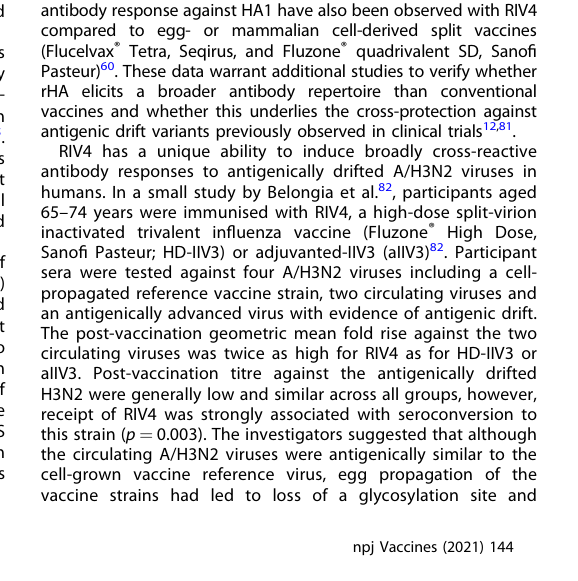 antibody response against HA1 have also been observed with RIV4
compared to egg- or mammalian cell-derived split vaccines
(Flucelvax® Tetra, Seqirus, and Fluzone® quadrivalent SD, Sanofi
Pasteur)60. These data warrant additional studies to verify whether
rHA elicits a broader antibody repertoire than conventional
vaccines and whether this underlies the cross-protection against
antigenic drift variants previously observed in clinical trials12,81.
RIV4 has a unique ability to induce broadly cross-reactive
antibody responses to antigenically drifted A/H3N2 viruses in
humans. In a small study by Belongia et al.82, participants aged
65–74 years were immunised with RIV4, a high-dose split-virion
inactivated trivalent influenza vaccine (Fluzone® High Dose,
Sanofi Pasteur; HD-IIV3) or adjuvanted-IIV3 (aIIV3)82. Participant
sera were tested against four A/H3N2 viruses including a cell-
propagated reference vaccine strain, two circulating viruses and
an antigenically advanced virus with evidence of antigenic drift.
The post-vaccination geometric mean fold rise against the two
circulating viruses was twice as high for RIV4 as for HD-IIV3 or
aIIV3. Post-vaccination titre against the antigenically drifted
H3N2 were generally low and similar across all groups, however,
receipt of RIV4 was strongly associated with seroconversion to
this strain (p = 0.003). The investigators suggested that although
the circulating A/H3N2 viruses were antigenically similar to the
cell-grown vaccine reference virus, egg propagation of the
vaccine strains had led to loss of a glycosylation site and
npj Vaccines (2021) 144